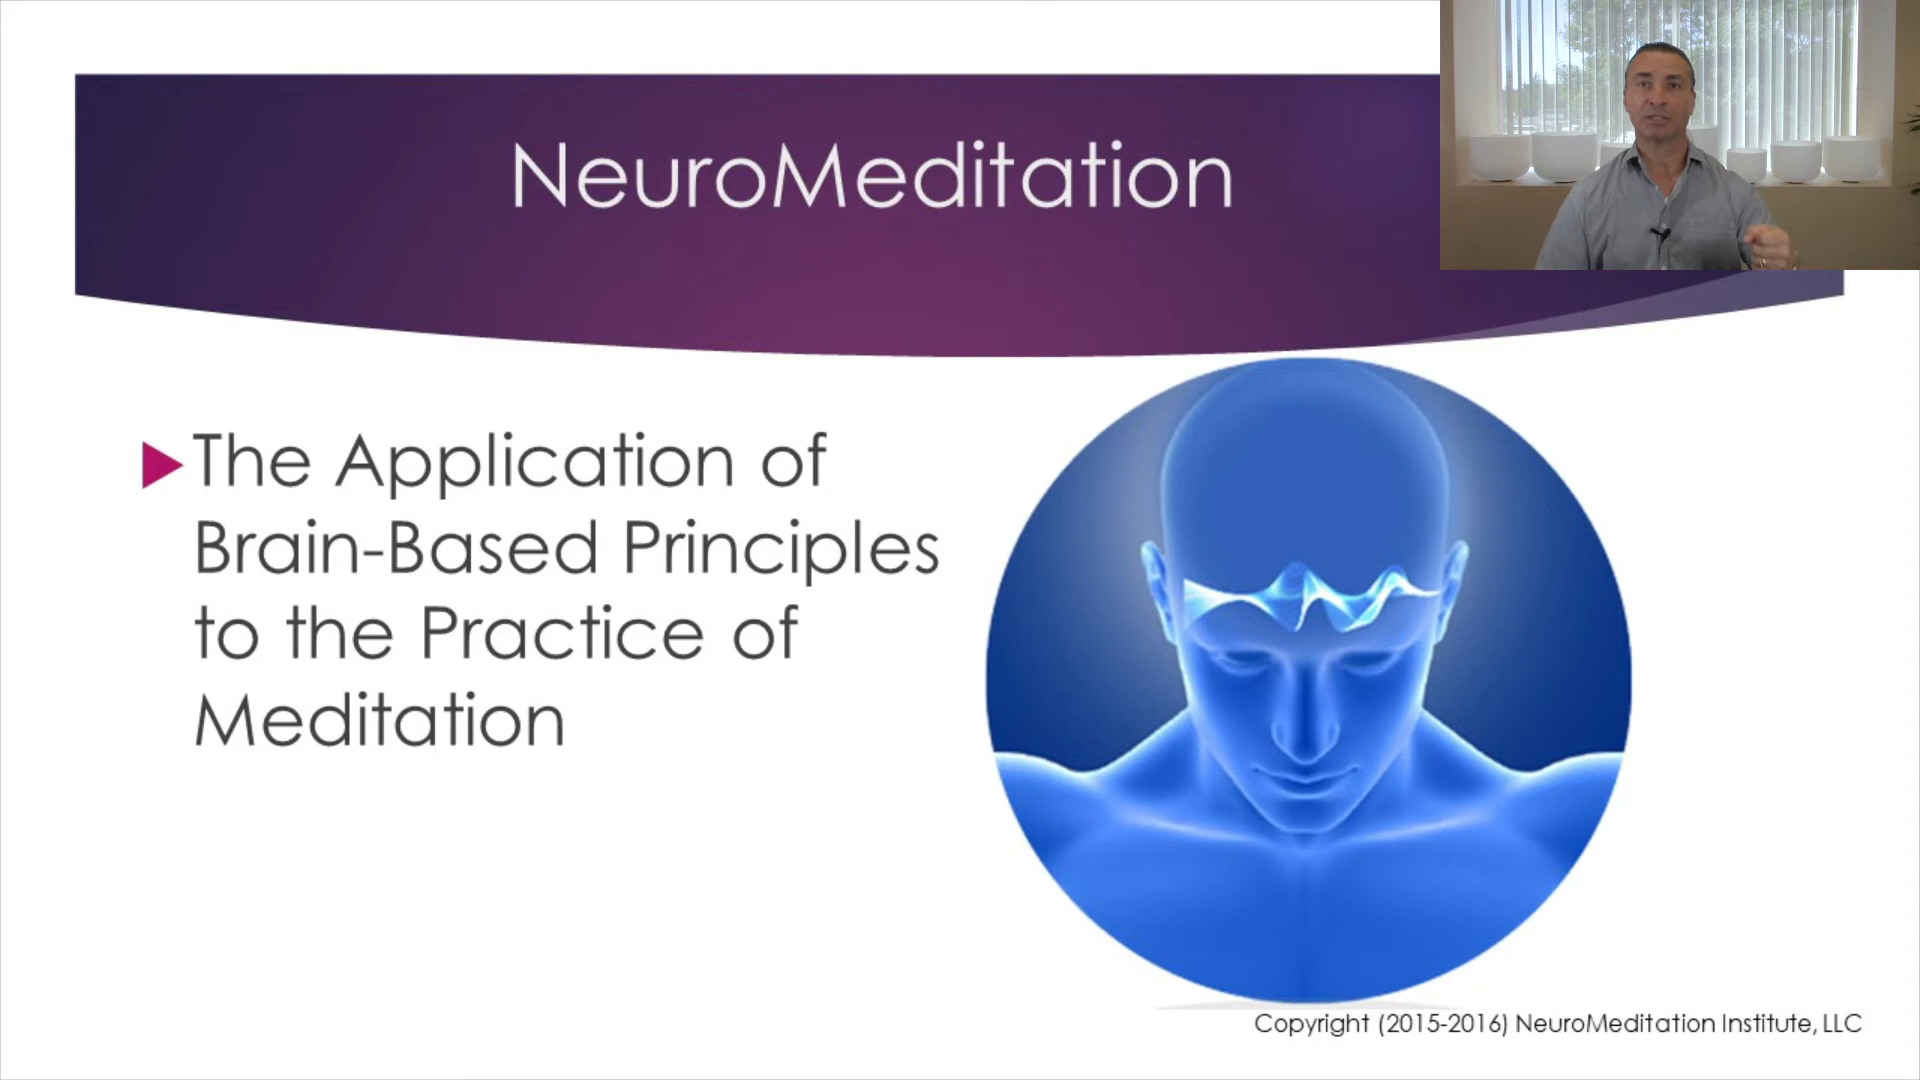 NeuroMeditation
The Application of
Brain-Based Principles
to the Practice of
Meditation
Copyright (2015-2016) NeuroMeditation Institute, LLC